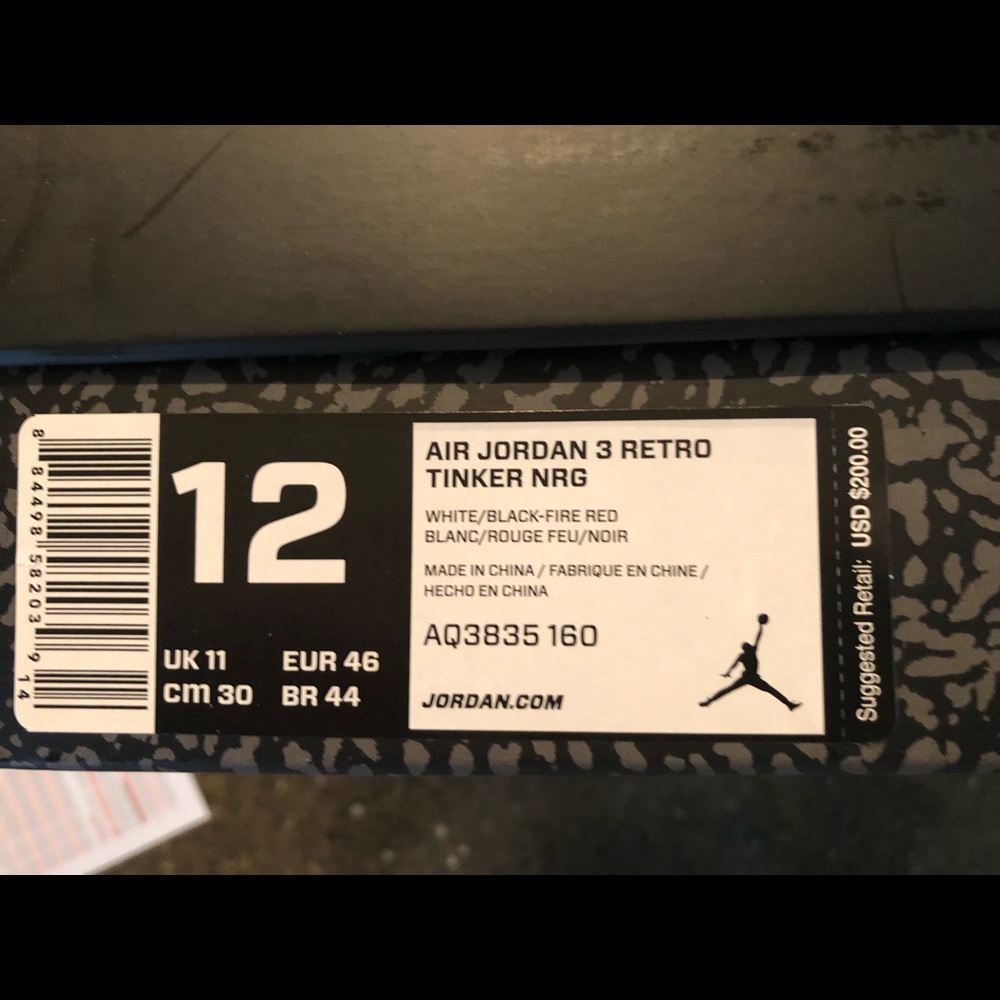 8 84498 58203 9 14
12
UK 11 EUR 46
cm 30 BR 44
AIR JORDAN 3 RETRO
TINKER NRG
WHITE/BLACK-FIRE RED
BLANC/ROUGE FEU/NOIR
MADE IN CHINA / FABRIQUE EN CHINE /
HECHO EN CHINA
AQ3835 160
JORDAN.COM
Suggested Retail: USD $200.00